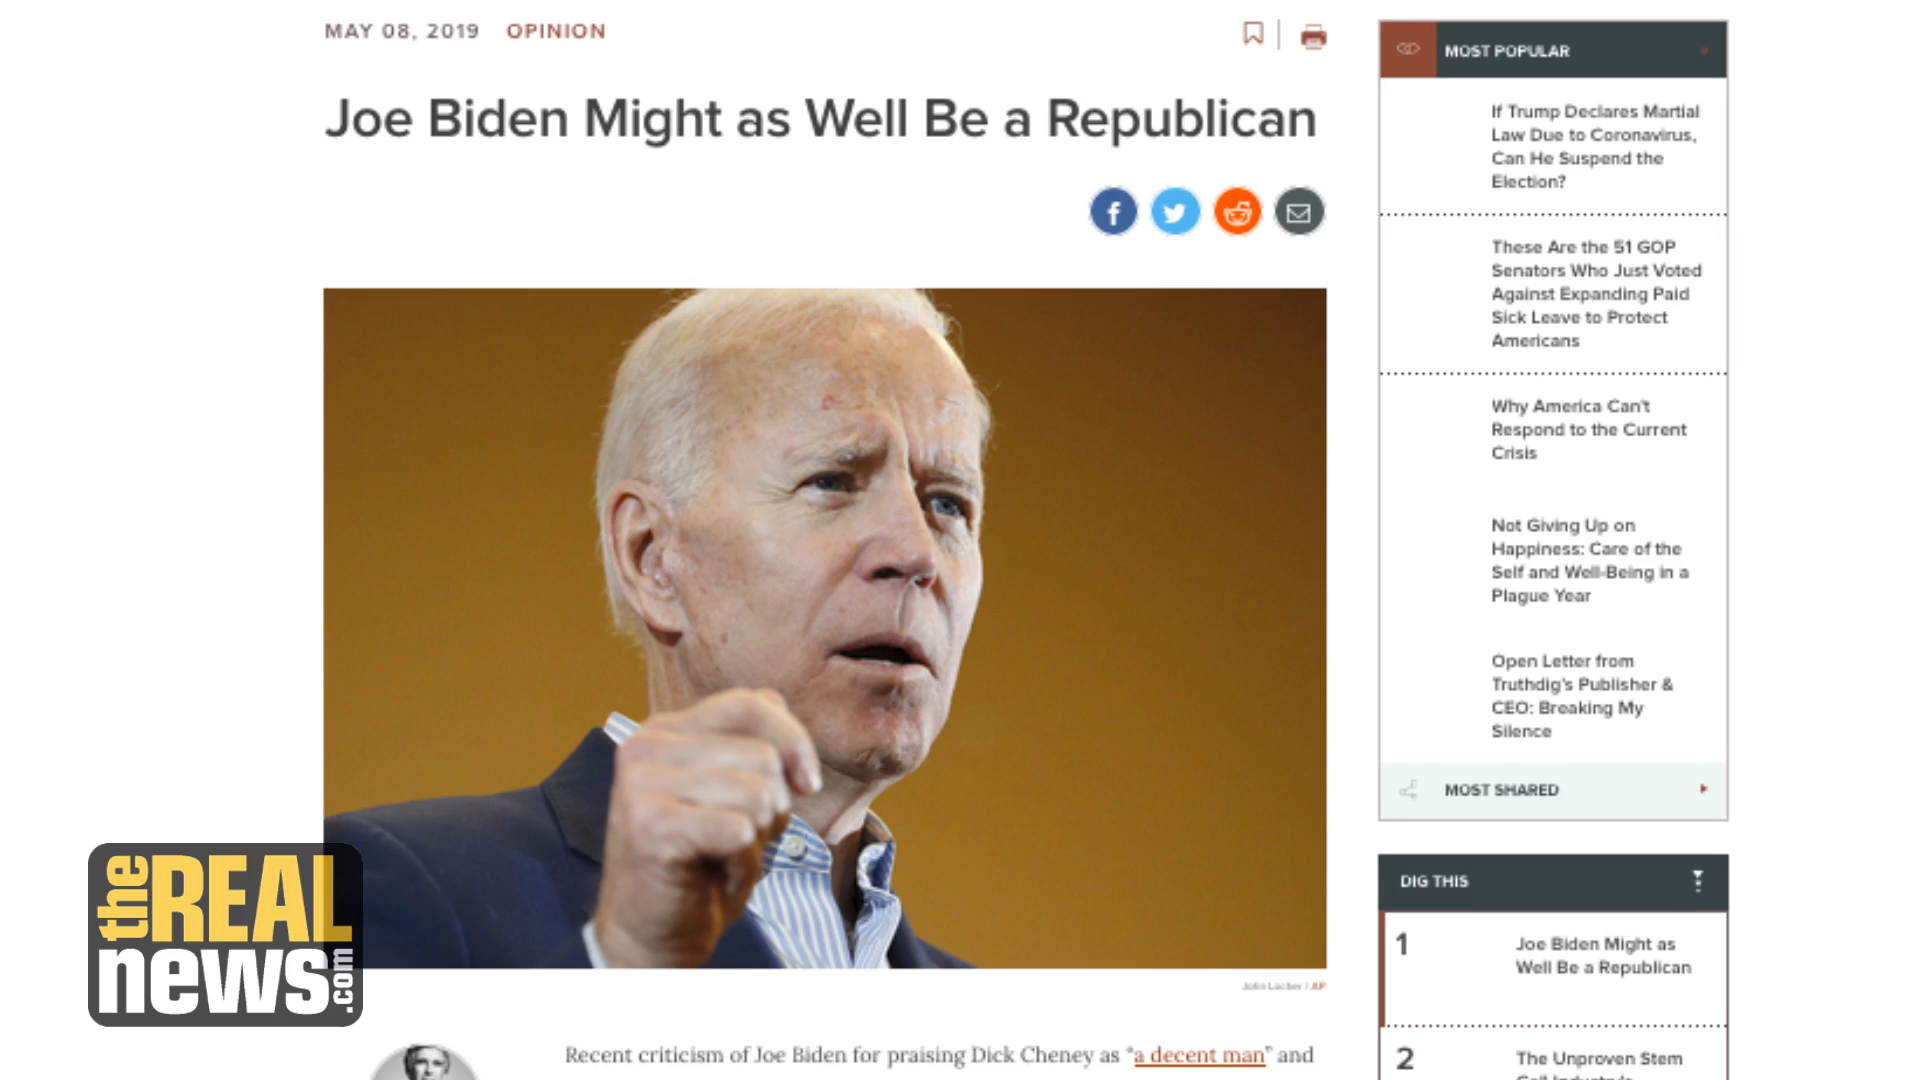 MAY 08, 2019 OPINION
Joe Biden Might as Well Be a Republican
John Locher / AP
Recent criticism of Joe Biden for praising Dick Cheney as “a decent man” and
MOST POPULAR
If Trump Declares Martial
Law Due to Coronavirus,
Can He Suspend the
Election?
These Are the 51 GOP
Senators Who Just Voted
Against Expanding Paid
Sick Leave to Protect
Americans
Why America Can't
Respond to the Current
Crisis
Not Giving Up on
Happiness: Care of the
Self and Well-Being in a
Plague Year
Open Letter from
Truthdig's Publisher &
CEO: Breaking My
Silence
MOST SHARED
DIG THIS
1 Joe Biden Might as
Well Be a Republican
2 The Unproven Stem
Cell Industry's
the REAL
news.com